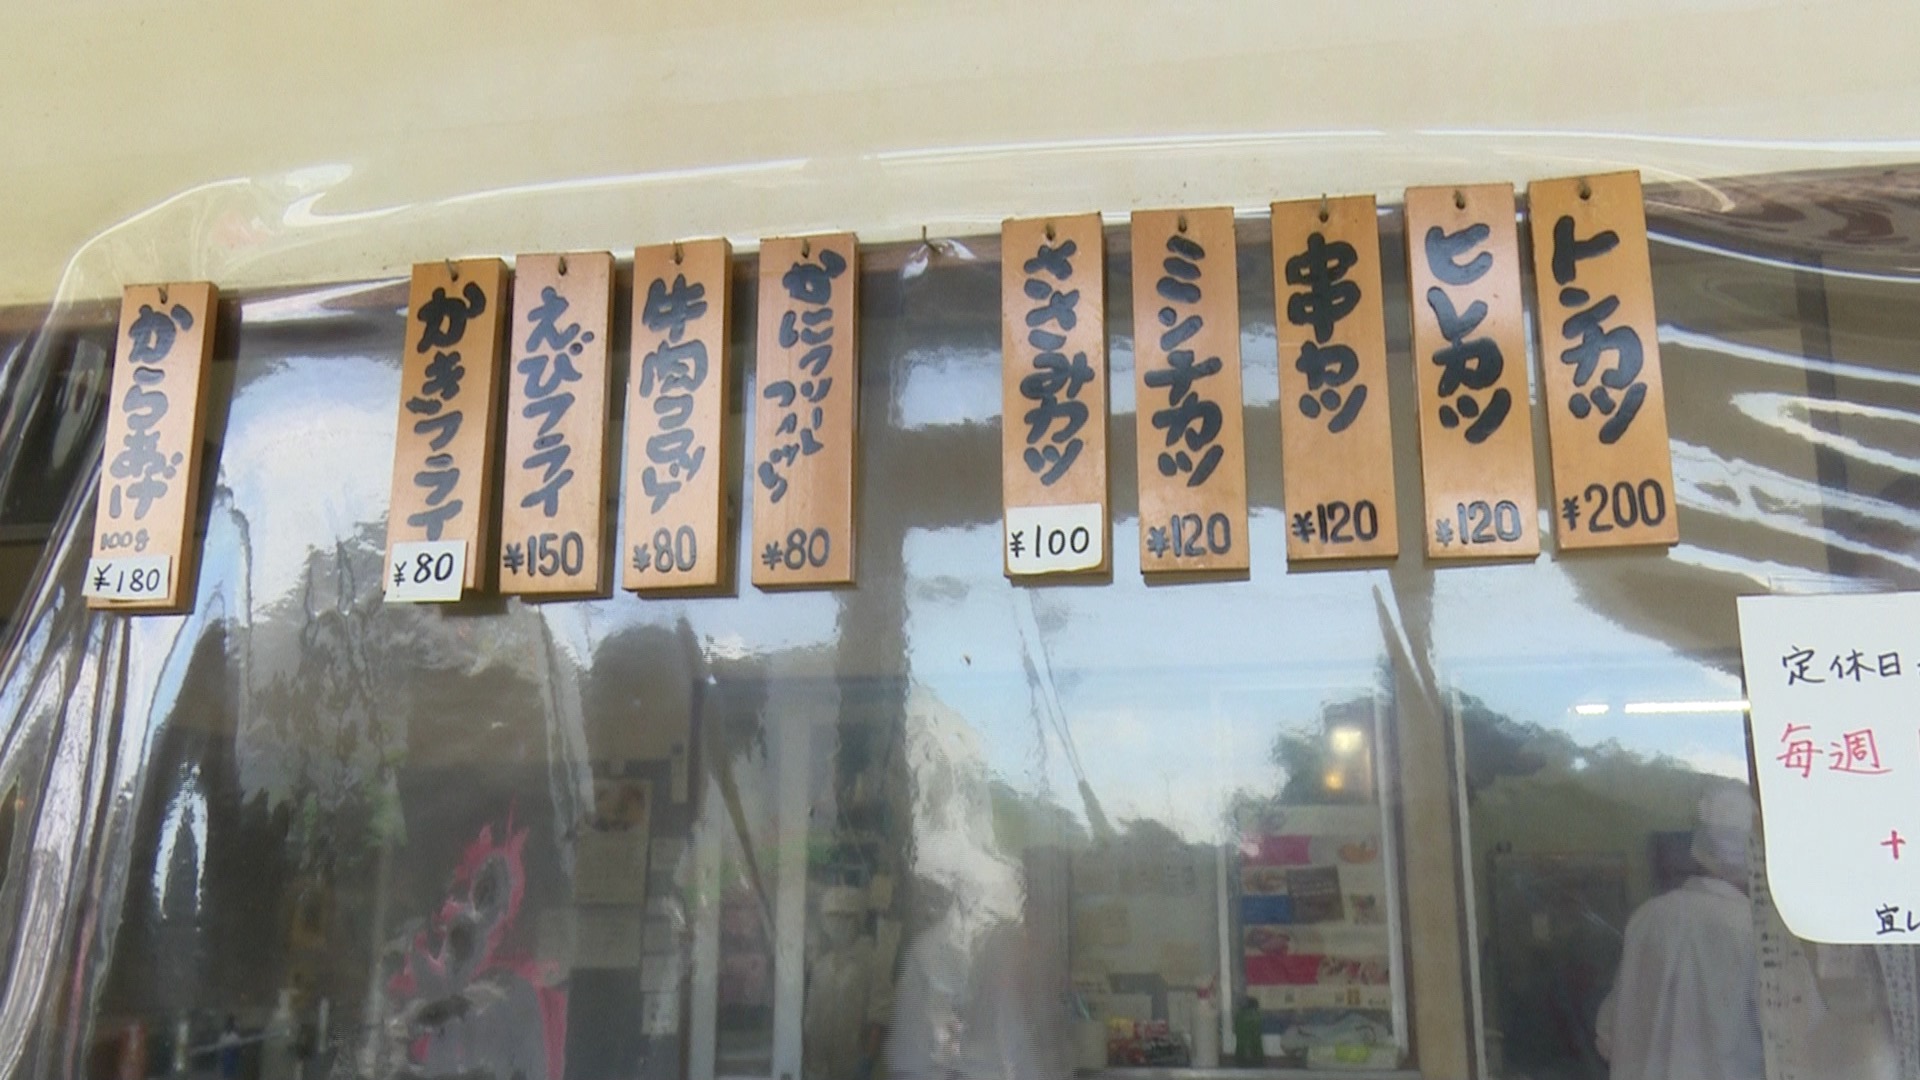 トンカツ
¥200
ヒレカツ
¥120
串カツ
¥120
ミンチカツ
¥120
ささみカツ
¥100
かにクリーム
コロッケ
¥80
牛肉コロッケ
¥80
えびフライ
¥150
かきフライ
¥80
からあげ
100g
¥180
定休日
毎週